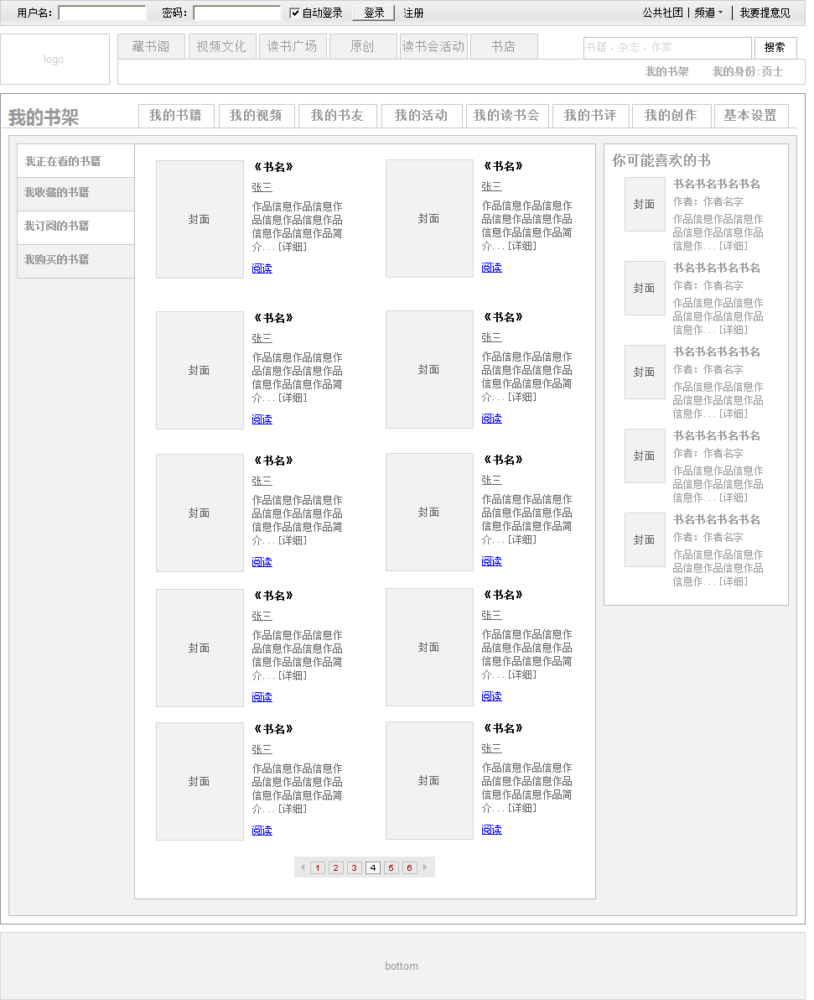 用户名: 密码: 自动登录 登录 注册 公共社团 | 频道 | 我要提意见
logo
藏书阁 视频文化 读书广场 原创 读书会活动 书店
书籍、杂志、作家 搜索
我的书架 我的身份:贡士
我的书架 我的书籍 我的视频 我的书友 我的活动 我的读书会 我的书评 我的创作 基本设置
我正在看的书籍
我收藏的书籍
我订阅的书籍
我购买的书籍
封面
《书名》
张三
作品信息作品信息作
品信息作品信息作品
信息作品信息作品简
介...[详细]
阅读
封面
《书名》
张三
作品信息作品信息作
品信息作品信息作品
信息作品信息作品简
介...[详细]
阅读
封面
《书名》
张三
作品信息作品信息作
品信息作品信息作品
信息作品信息作品简
介...[详细]
阅读
封面
《书名》
张三
作品信息作品信息作
品信息作品信息作品
信息作品信息作品简
介...[详细]
阅读
封面
《书名》
张三
作品信息作品信息作
品信息作品信息作品
信息作品信息作品简
介...[详细]
阅读
封面
《书名》
张三
作品信息作品信息作
品信息作品信息作品
信息作品信息作品简
介...[详细]
阅读
封面
《书名》
张三
作品信息作品信息作
品信息作品信息作品
信息作品信息作品简
介...[详细]
阅读
封面
《书名》
张三
作品信息作品信息作
品信息作品信息作品
信息作品信息作品简
介...[详细]
阅读
封面
《书名》
张三
作品信息作品信息作
品信息作品信息作品
信息作品信息作品简
介...[详细]
阅读
封面
《书名》
张三
作品信息作品信息作
品信息作品信息作品
信息作品信息作品简
介...[详细]
阅读
1 2 3 4 5 6
你可能喜欢的书
封面
书名书名书名书名
作者：作者名字
作品信息作品信息作
品信息作品信息作品
信息作...[详细]
封面
书名书名书名书名
作者：作者名字
作品信息作品信息作
品信息作品信息作品
信息作...[详细]
封面
书名书名书名书名
作者：作者名字
作品信息作品信息作
品信息作品信息作品
信息作...[详细]
封面
书名书名书名书名
作者：作者名字
作品信息作品信息作
品信息作品信息作品
信息作...[详细]
封面
书名书名书名书名
作者：作者名字
作品信息作品信息作
品信息作品信息作品
信息作...[详细]
bottom